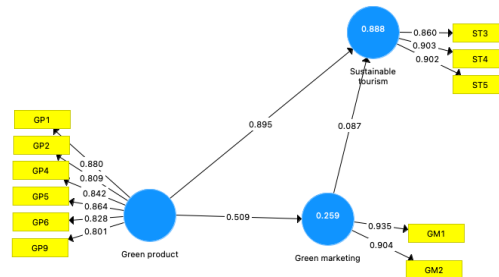 0.888
0.860
0.903
0.902
ST3
ST4
ST5
Sustainable
tourism
0.895
0.087
GP1
GP2
GP4
GP5
GP6
GP9
0.880
0.809
0.842
0.864
0.828
0.801
Green product
0.509
0.259
Green marketing
0.935
0.904
GM1
GM2